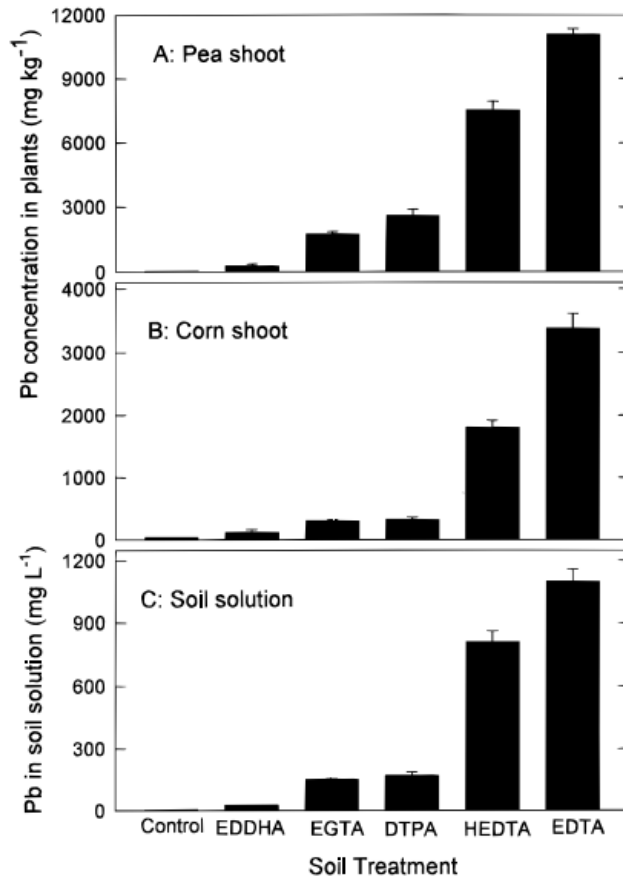 Pb concentration in plants (mg kg⁻¹)
A: Pea shoot
12000
9000
6000
3000
0
B: Corn shoot
4000
3000
2000
1000
0
Pb in soil solution (mg L⁻¹)
C: Soil solution
1200
900
600
300
0
Control EDDHA EGTA DTPA HEDTA EDTA
Soil Treatment